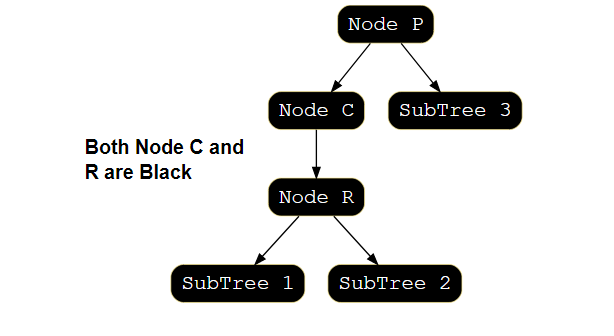 Node P
Node C
SubTree 3
Both Node C and
R are Black
Node R
SubTree 1
SubTree 2